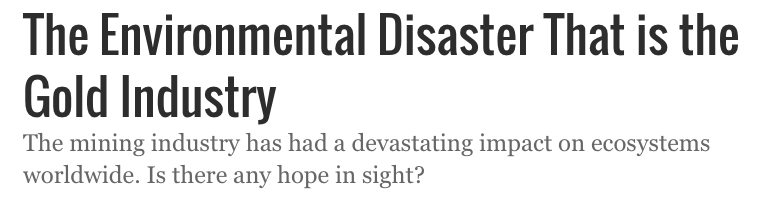 The Environmental Disaster That is the
Gold Industry
The mining industry has had a devastating impact on ecosystems
worldwide. Is there any hope in sight?